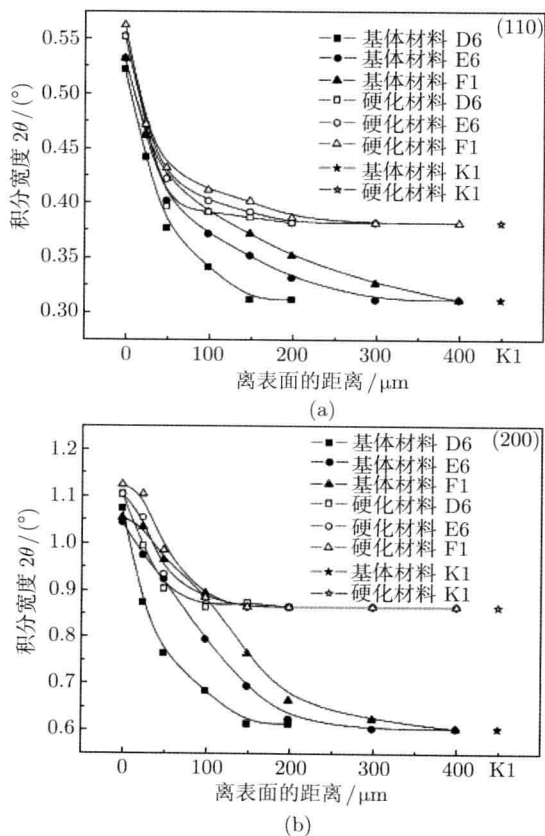 (110)
基体材料 D6
基体材料 E6
基体材料 F1
硬化材料 D6
硬化材料 E6
硬化材料 F1
基体材料 K1
硬化材料 K1
积分宽度 2θ/(°)
0.55
0.50
0.45
0.40
0.35
0.30
0 100 200 300 400 K1
离表面的距离/μm
(a)
(200)
基体材料 D6
基体材料 E6
基体材料 F1
硬化材料 D6
硬化材料 E6
硬化材料 F1
基体材料 K1
硬化材料 K1
积分宽度 2θ/(°)
1.2
1.1
1.0
0.9
0.8
0.7
0.6
0 100 200 300 400 K1
离表面的距离/μm
(b)